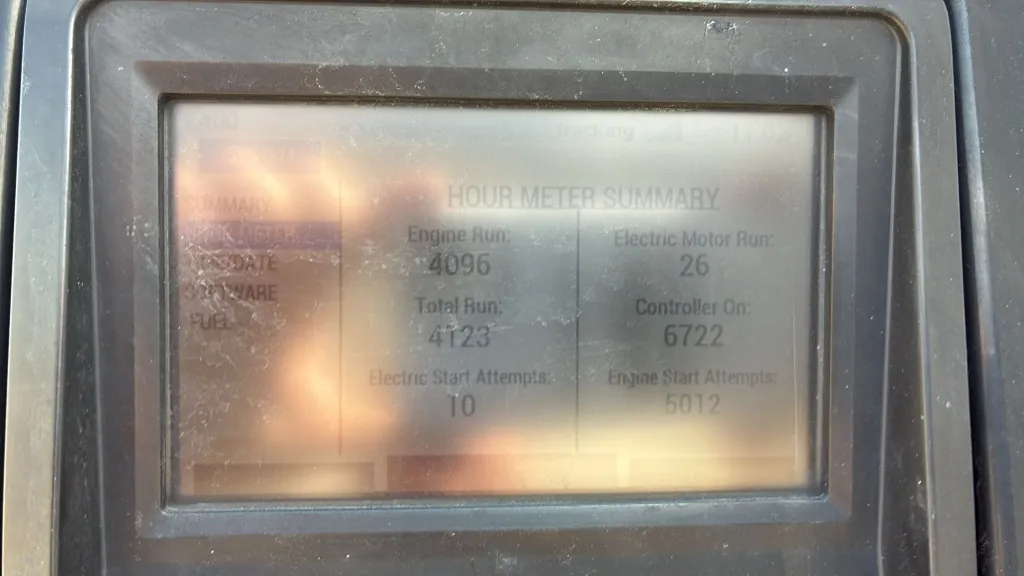 SUMMARY
SOFTWARE
FUEL
HOUR METER SUMMARY
Engine Run:
4096
Electric Motor Run:
26
Total Run:
4123
Controller On:
6722
Electric Start Attempts:
10
Engine Start Attempts:
5012